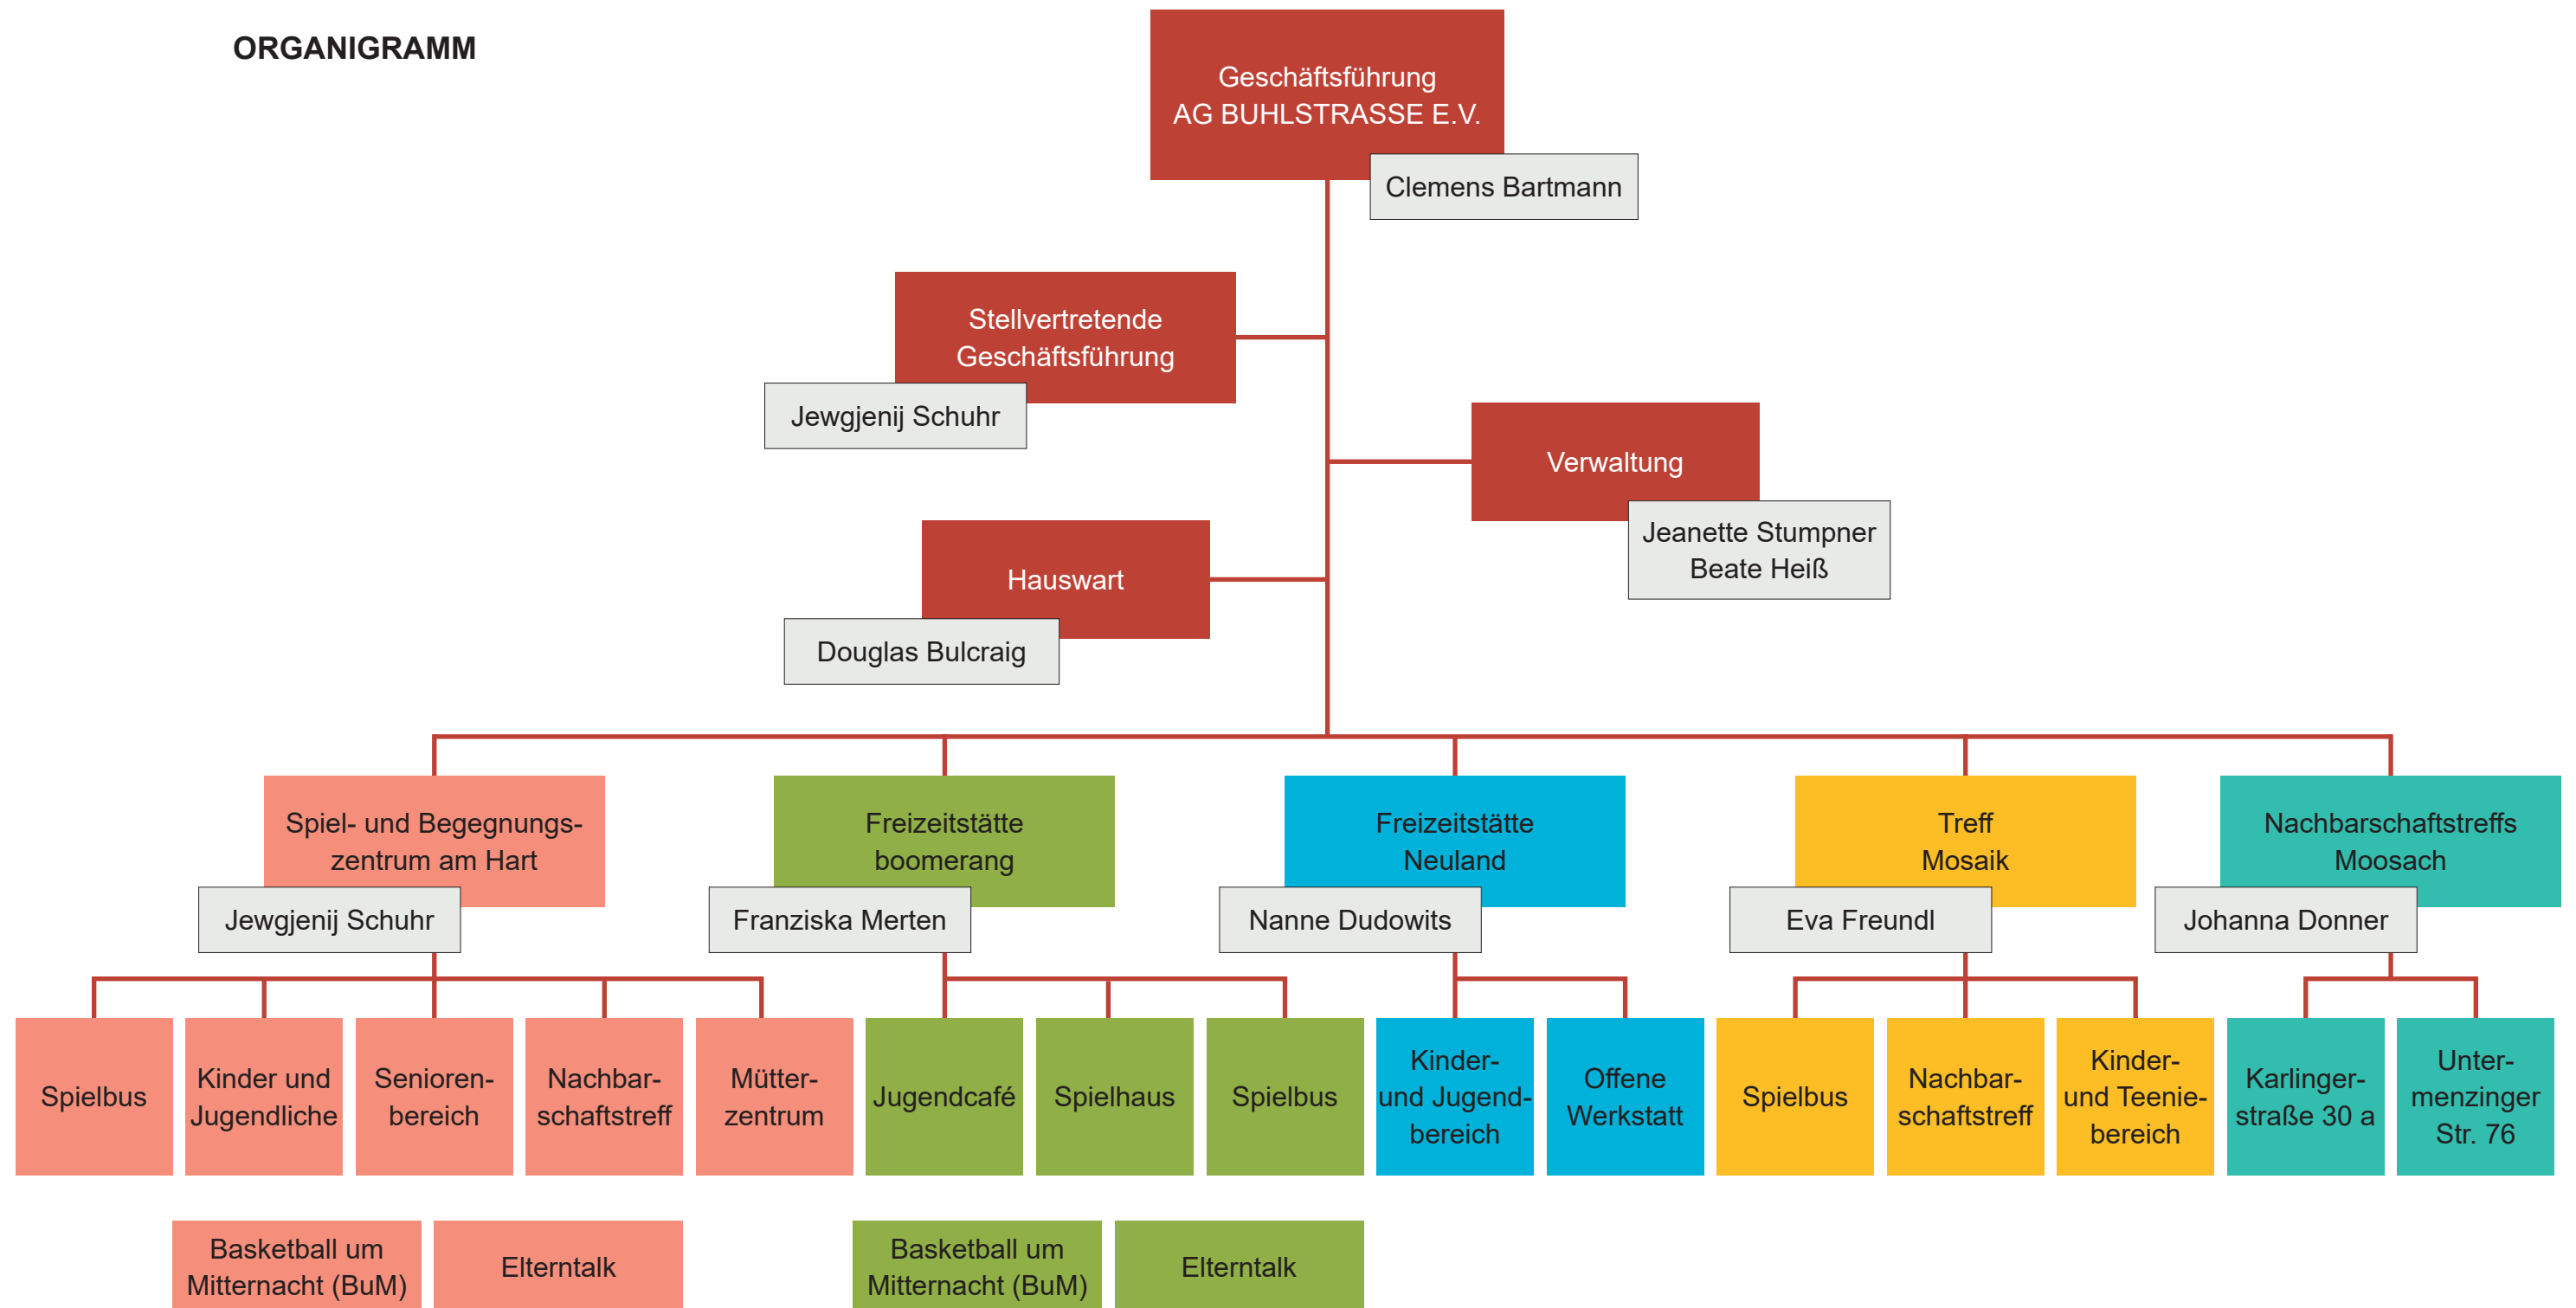 ORGANIGRAMM
Geschäftsführung
AG BUHLSTRASSE E.V.
Clemens Bartmann
Stellvertretende
Geschäftsführung
Jewgjenij Schuhr
Verwaltung
Jeanette Stumpner
Beate Heiß
Hauswart
Douglas Bulcraig
Spiel- und Begegnungs-
zentrum am Hart
Jewgjenij Schuhr
Freizeitstätte
boomerang
Franziska Merten
Freizeitstätte
Neuland
Nanne Dudowits
Treff
Mosaik
Eva Freundl
Nachbarschaftstreffs
Moosach
Johanna Donner
Spielbus
Kinder und
Jugendliche
Senioren-
bereich
Nachbar-
schaftstreff
Mütter-
zentrum
Jugendcafé
Spielhaus
Spielbus
Kinder-
und Jugend-
bereich
Offene
Werkstatt
Spielbus
Nachbar-
schaftstreff
Kinder-
und Teenie-
bereich
Karlinger-
straße 30 a
Unter-
menzinger
Str. 76
Basketball um
Mitternacht (BuM)
Elterntalk
Basketball um
Mitternacht (BuM)
Elterntalk